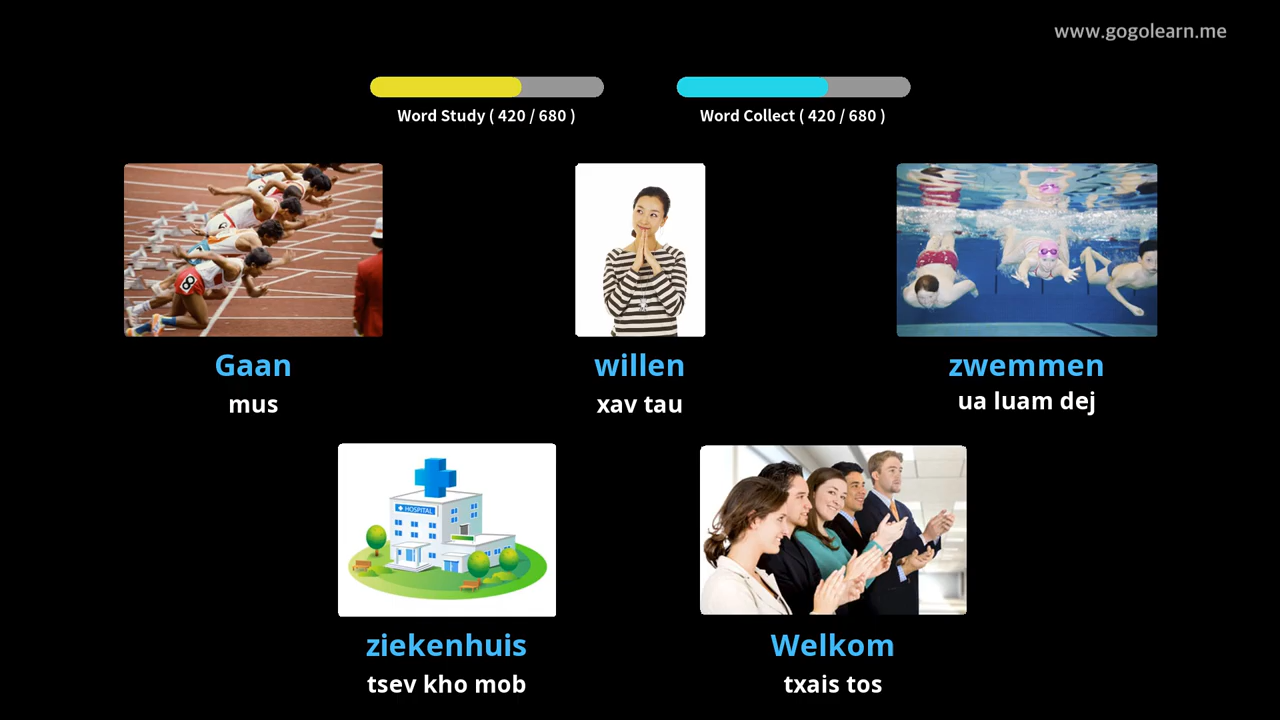 www.gogolearn.me
Word Study ( 420 / 680 )
Word Collect ( 420 / 680 )
Gaan
mus
willen
xav tau
zwemmen
ua luam dej
HOSPITAL
ziekenhuis
tsev kho mob
Welkom
txais tos